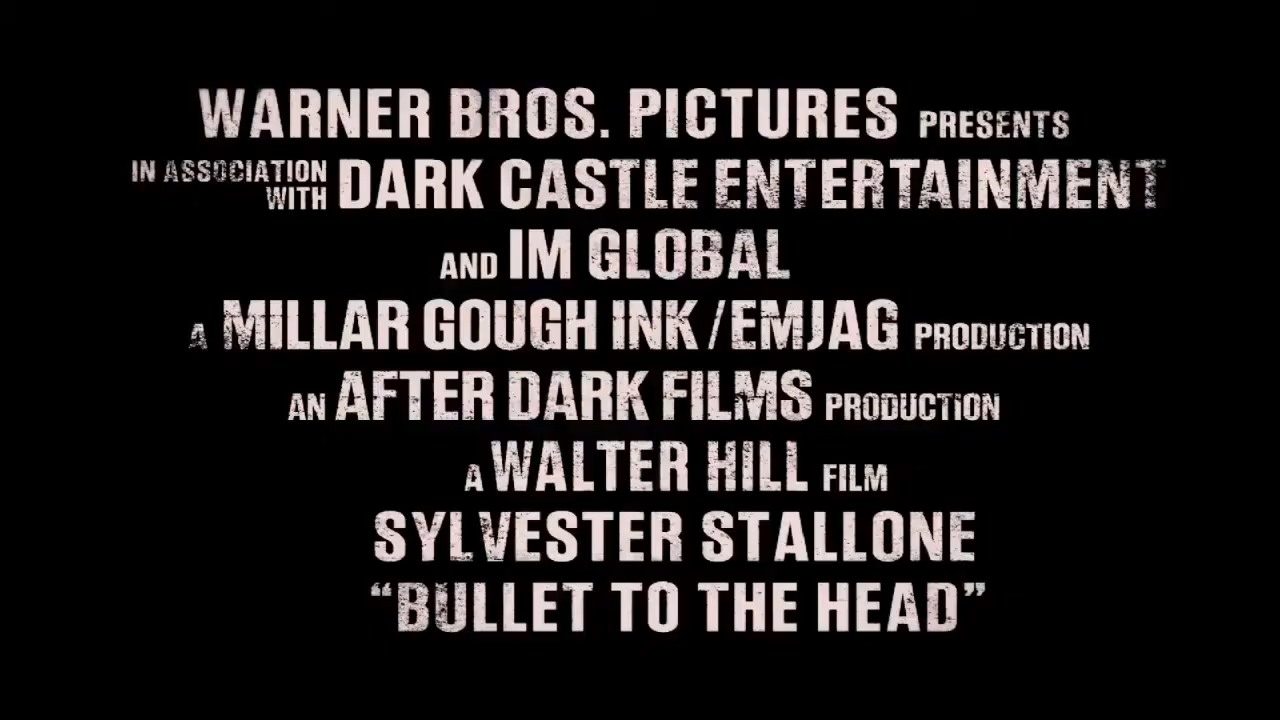 WARNER BROS. PICTURES PRESENTS
IN ASSOCIATION WITH DARK CASTLE ENTERTAINMENT
AND IM GLOBAL
A MILLAR GOUGH INK/EMJAG PRODUCTION
AN AFTER DARK FILMS PRODUCTION
A WALTER HILL FILM
SYLVESTER STALLONE
“BULLET TO THE HEAD”